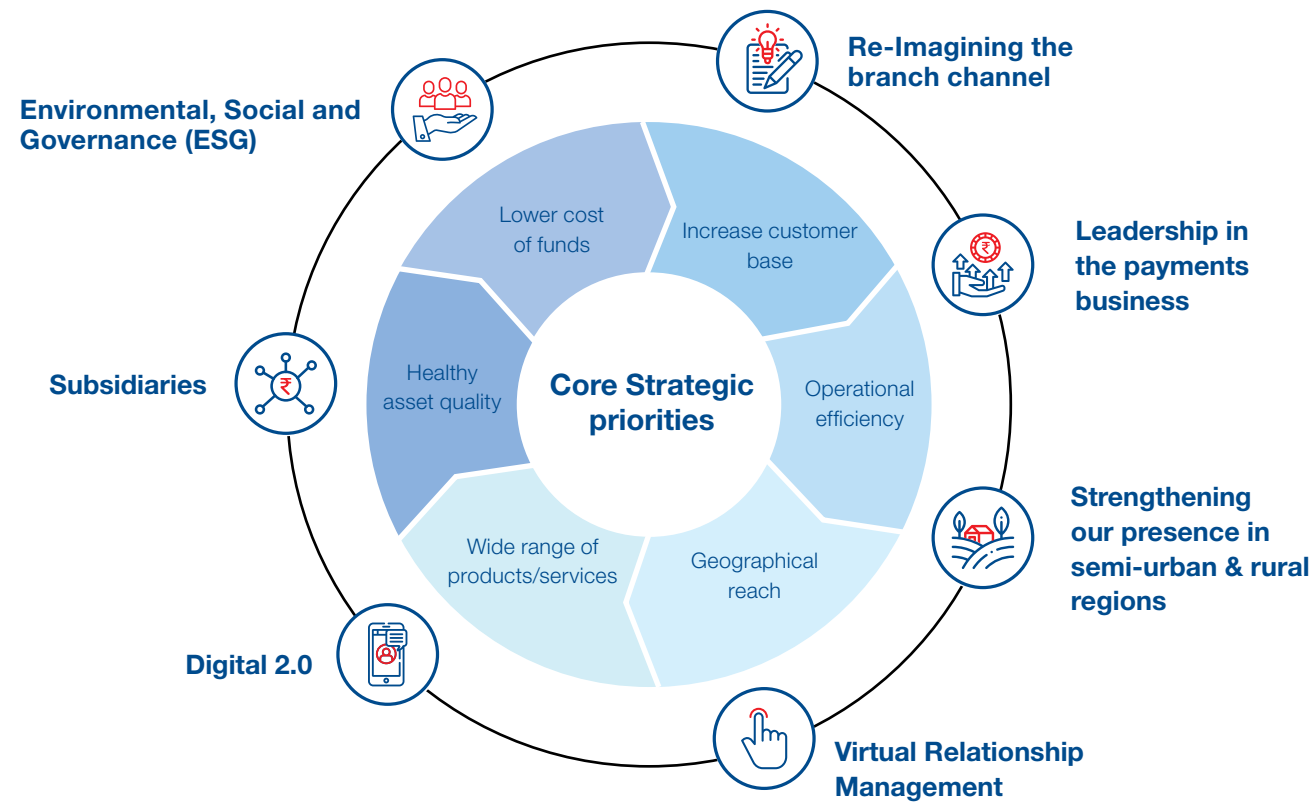 Re-Imagining the
branch channel
Environmental, Social and
Governance (ESG)
Lower cost
of funds
Increase customer
base
Leadership in
the payments
business
Subsidiaries
Healthy
asset quality
Core Strategic
priorities
Operational
efficiency
Strengthening
our presence in
semi-urban & rural
regions
Wide range of
products/services
Geographical
reach
Digital 2.0
Virtual Relationship
Management
₹
₹